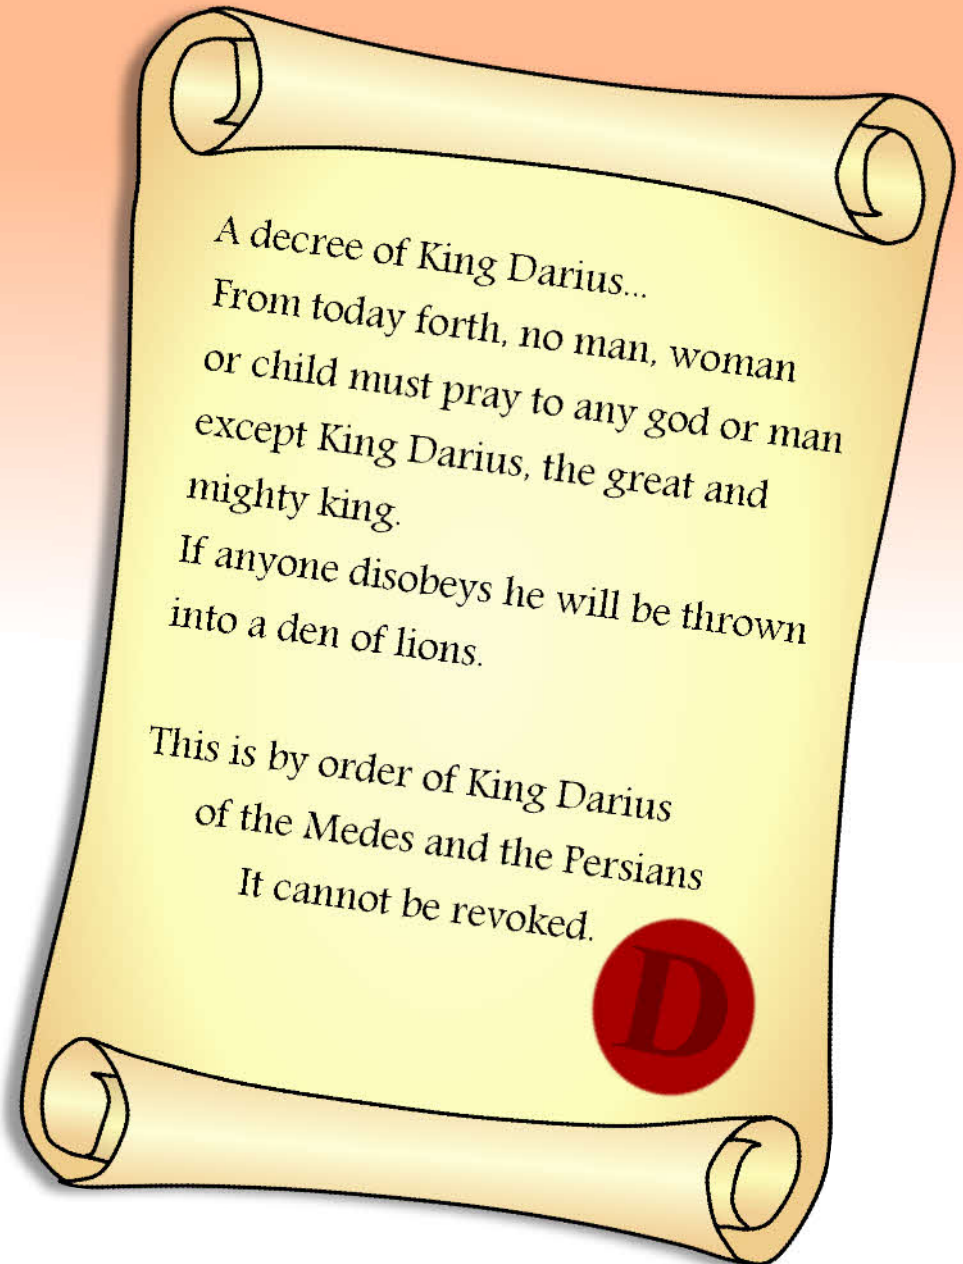 A decree of King Darius...
From today forth, no man, woman
or child must pray to any god or man
except King Darius, the great and
mighty king.
If anyone disobeys he will be thrown
into a den of lions.
This is by order of King Darius
of the Medes and the Persians
It cannot be revoked.
D